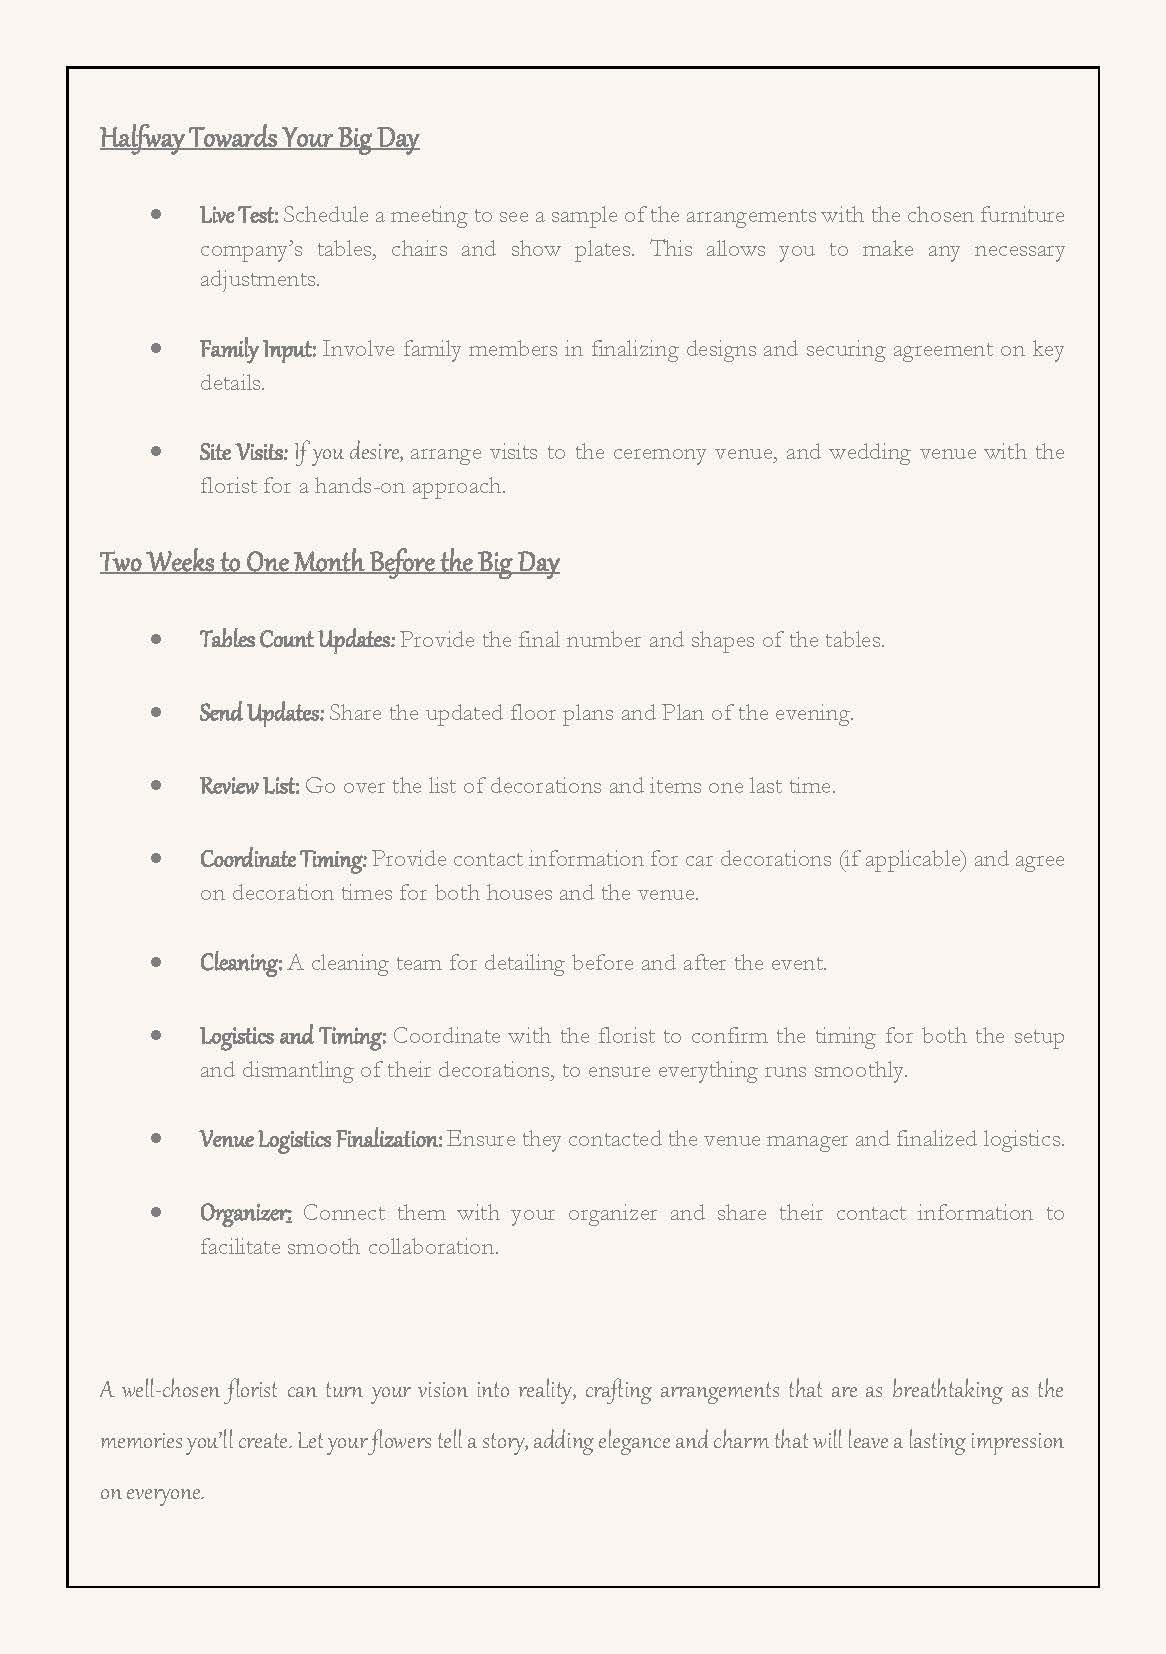 Halfway Towards Your Big Day
• Live Test: Schedule a meeting to see a sample of the arrangements with the chosen furniture
company’s tables, chairs and show plates. This allows you to make any necessary
adjustments.
• Family Input: Involve family members in finalizing designs and securing agreement on key
details.
• Site Visits: If you desire, arrange visits to the ceremony venue, and wedding venue with the
florist for a hands-on approach.
Two Weeks to One Month Before the Big Day
• Tables Count Updates: Provide the final number and shapes of the tables.
• Send Updates: Share the updated floor plans and Plan of the evening.
• Review List: Go over the list of decorations and items one last time.
• Coordinate Timing: Provide contact information for car decorations (if applicable) and agree
on decoration times for both houses and the venue.
• Cleaning: A cleaning team for detailing before and after the event.
• Logistics and Timing: Coordinate with the florist to confirm the timing for both the setup
and dismantling of their decorations, to ensure everything runs smoothly.
• Venue Logistics Finalization: Ensure they contacted the venue manager and finalized logistics.
• Organizer: Connect them with your organizer and share their contact information to
facilitate smooth collaboration.
A well-chosen florist can turn your vision into reality, crafting arrangements that are as breathtaking as the
memories you’ll create. Let your flowers tell a story, adding elegance and charm that will leave a lasting impression
on everyone.